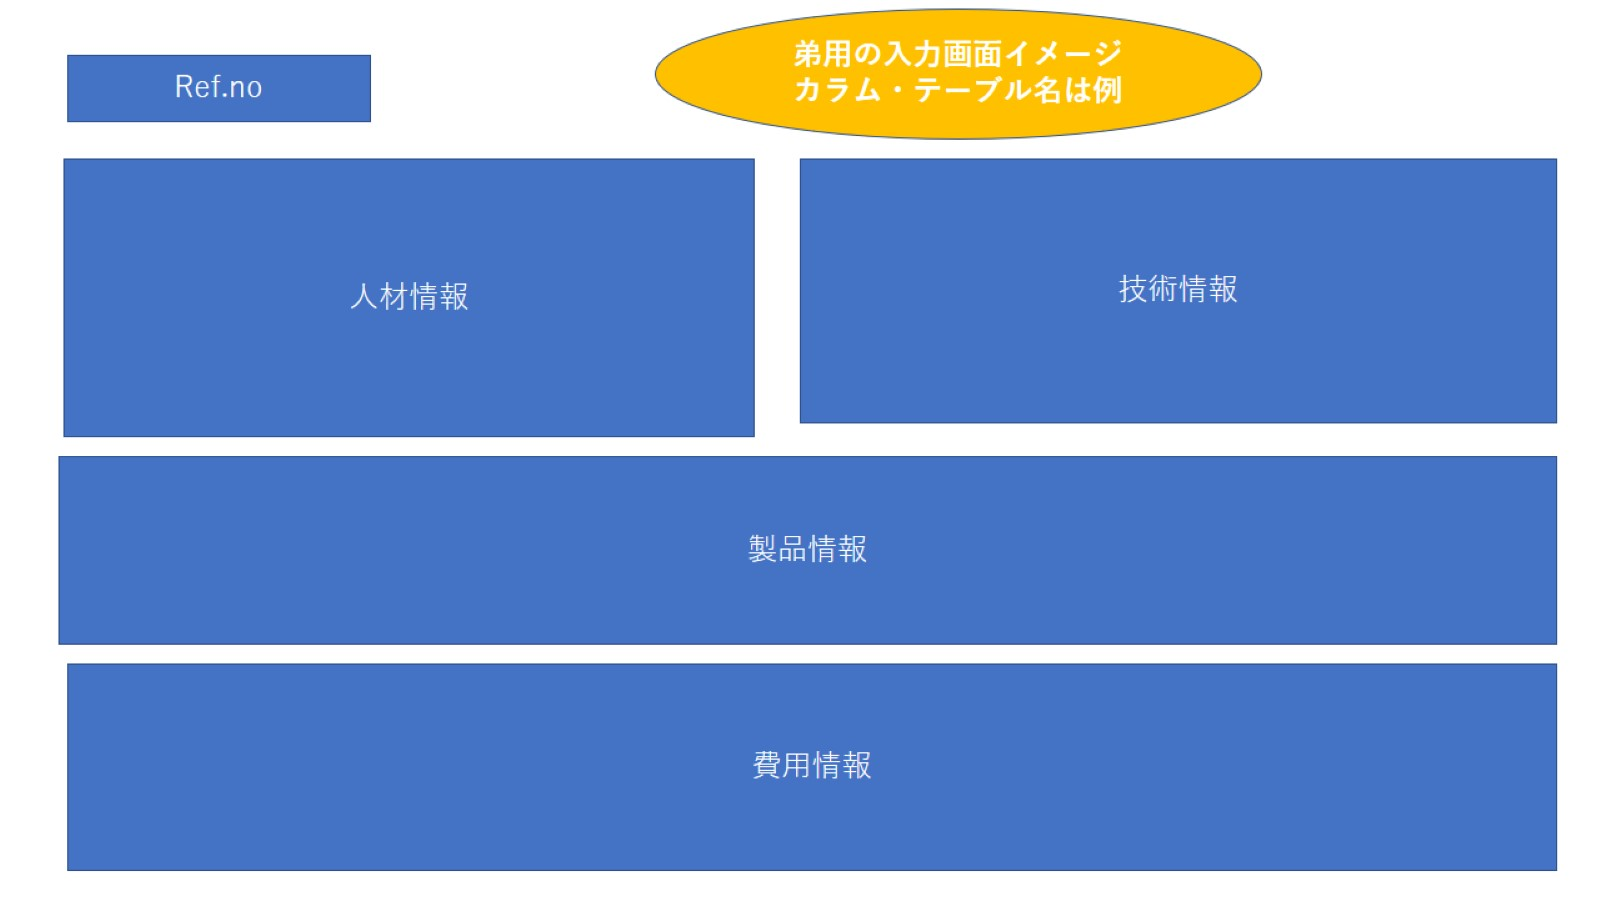 Ref.no
弟用の入力画面イメージ
カラム・テーブル名は例
人材情報
技術情報
製品情報
費用情報